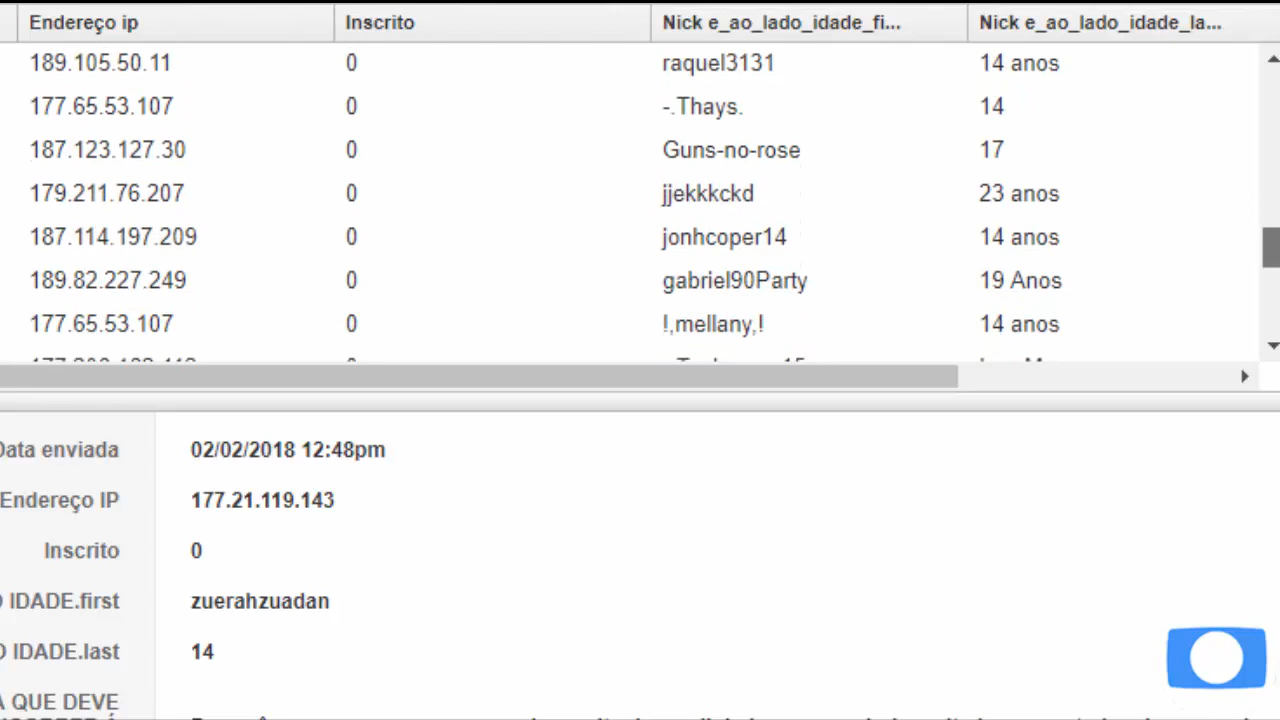 Endereço ip Inscrito Nick e_ao_lado_idade_fi... Nick e_ao_lado_idade_la...
189.105.50.11 0 raquel3131 14 anos
177.65.53.107 0 -.Thays. 14
187.123.127.30 0 Guns-no-rose 17
179.211.76.207 0 jjekkkckd 23 anos
187.114.197.209 0 jonhcoper14 14 anos
189.82.227.249 0 gabriel90Party 19 Anos
177.65.53.107 0 !,mellany,! 14 anos
Data enviada 02/02/2018 12:48pm
Endereço IP 177.21.119.143
Inscrito 0
O IDADE.first zuerahzuadan
O IDADE.last 14
A QUE DEVE